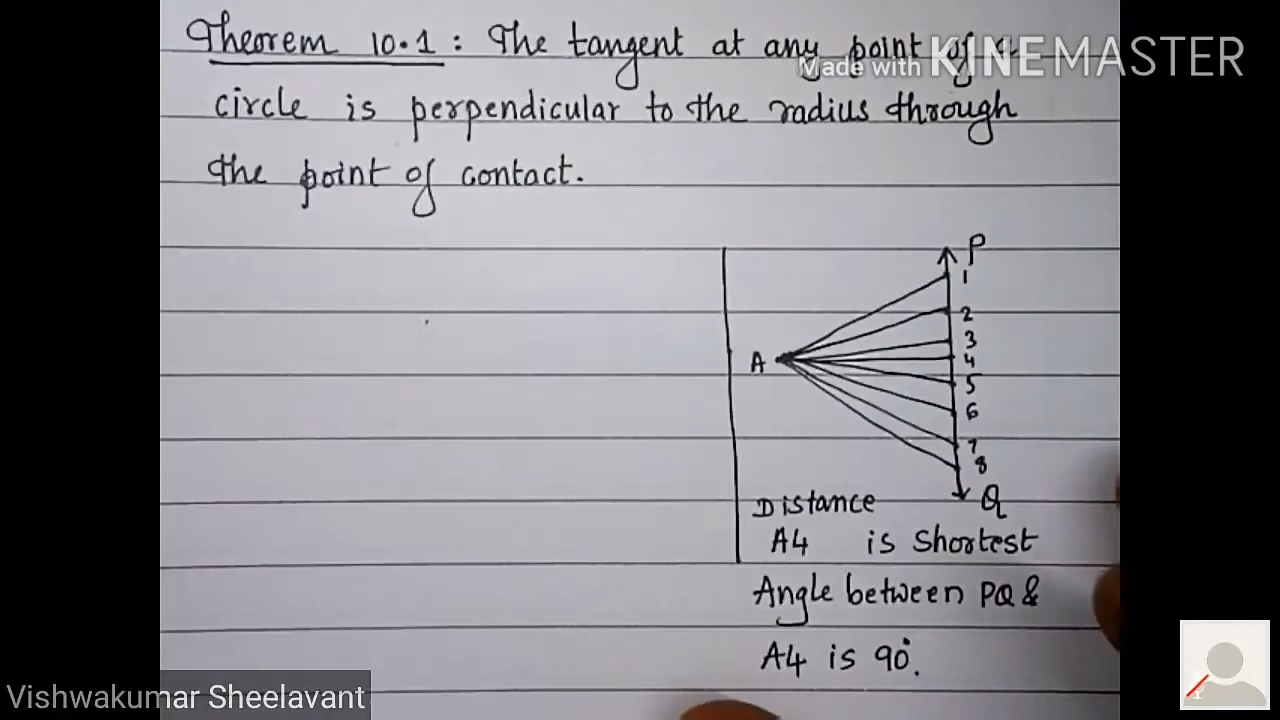 Theorem 10.1 : The tangent at any point of a
Made with KINEMASTER
circle is perpendicular to the radius through
the point of contact.
P
1
2
3
A
4
5
6
7
8
Q
Distance
A4 is shortest
Angle between PQ &
A4 is 90°.
Vishwakumar Sheelavant